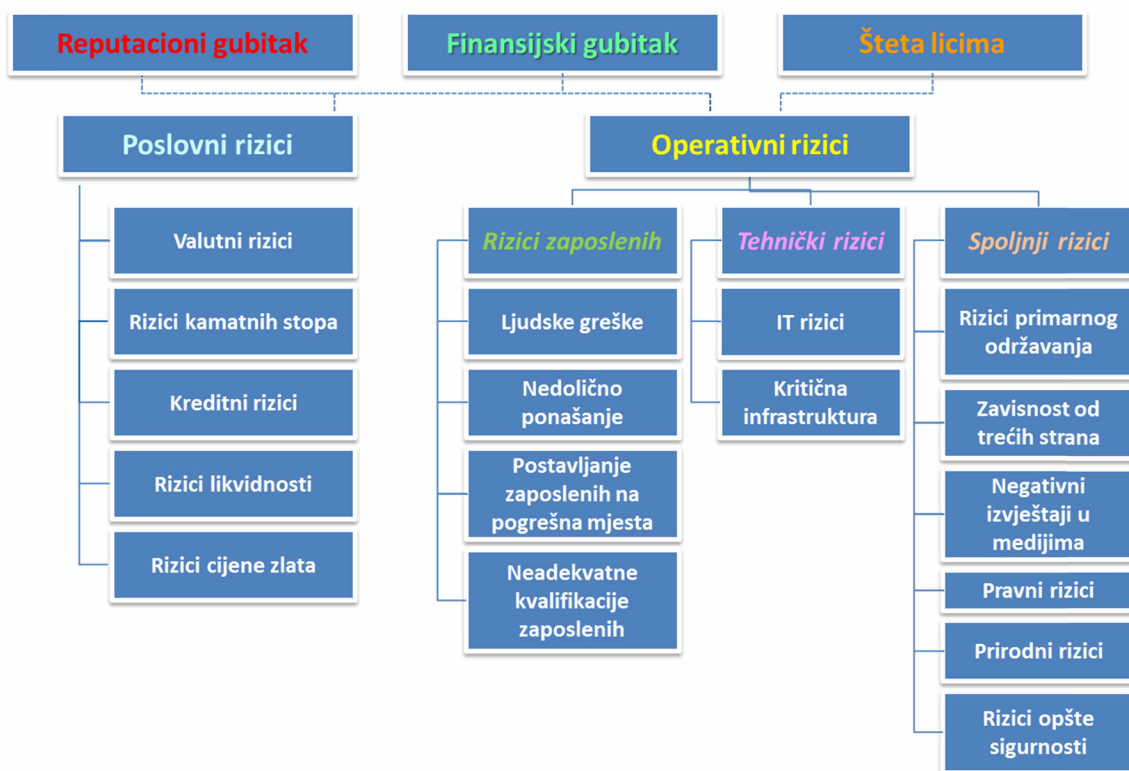 Reputacioni gubitak
Finansijski gubitak
Šteta licima
Poslovni rizici
Operativni rizici
Valutni rizici
Rizici kamatnih stopa
Kreditni rizici
Rizici likvidnosti
Rizici cijene zlata
Rizici zaposlenih
Ljudske greške
Nedolično
ponašanje
Postavljanje
zaposlenih na
pogrešna mjesta
Neadekvatne
kvalifikacije
zaposlenih
Tehnički rizici
IT rizici
Kritična
infrastruktura
Spoljnji rizici
Rizici primarnog
održavanja
Zavisnost od
trećih strana
Negativni
izvještaji u
medijima
Pravni rizici
Prirodni rizici
Rizici opšte
sigurnosti